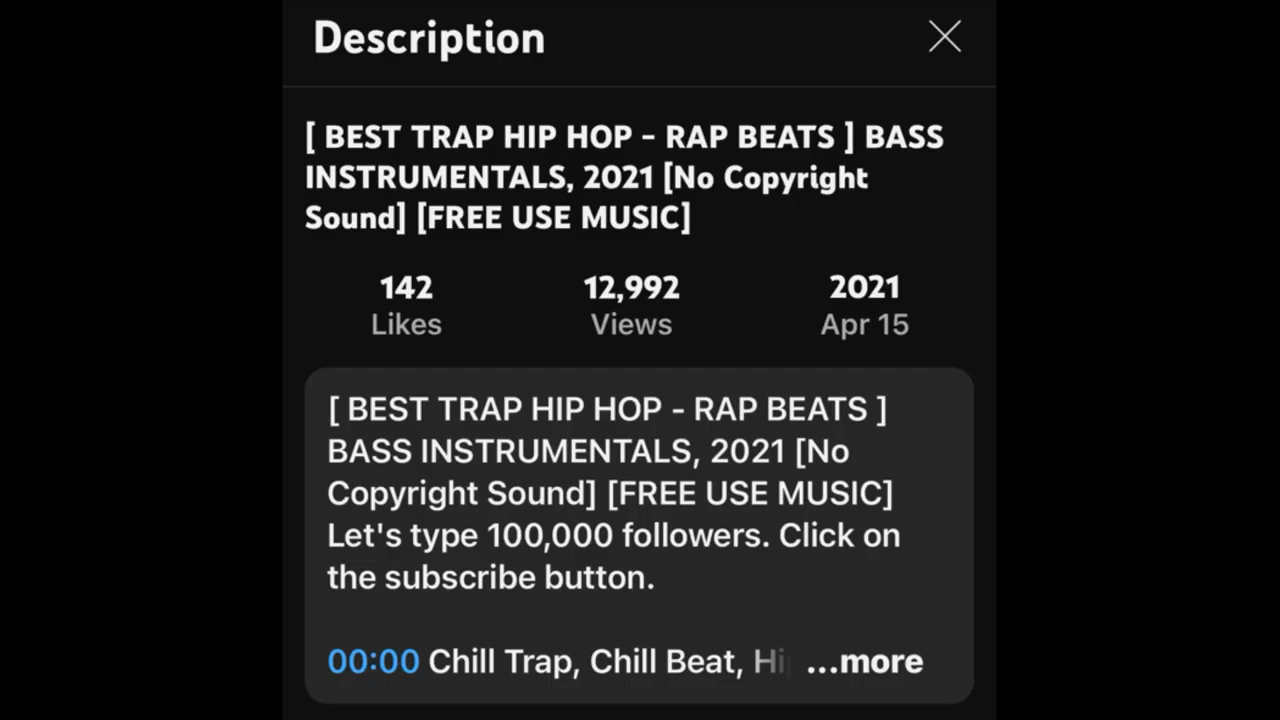 Description
[ BEST TRAP HIP HOP - RAP BEATS ] BASS
INSTRUMENTALS, 2021 [No Copyright
Sound] [FREE USE MUSIC]
142 12,992 2021
Likes Views Apr 15
[ BEST TRAP HIP HOP - RAP BEATS ]
BASS INSTRUMENTALS, 2021 [No
Copyright Sound] [FREE USE MUSIC]
Let's type 100,000 followers. Click on
the subscribe button.
00:00 Chill Trap, Chill Beat, ...more